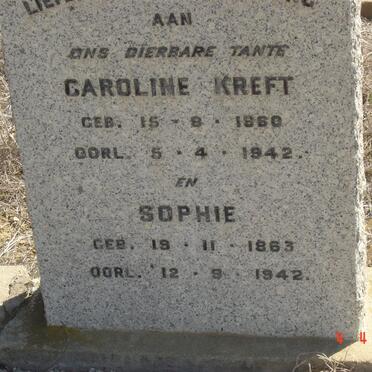 AAN
ONS DIERBARE TANTE
CAROLINE KREFT
GEB. 15 - 8 - 1860
OORL. 5 · 4 · 1942.
EN
SOPHIE
GEB. 19 · 11 · 1863
OORL. 12 · 9 · 1942.